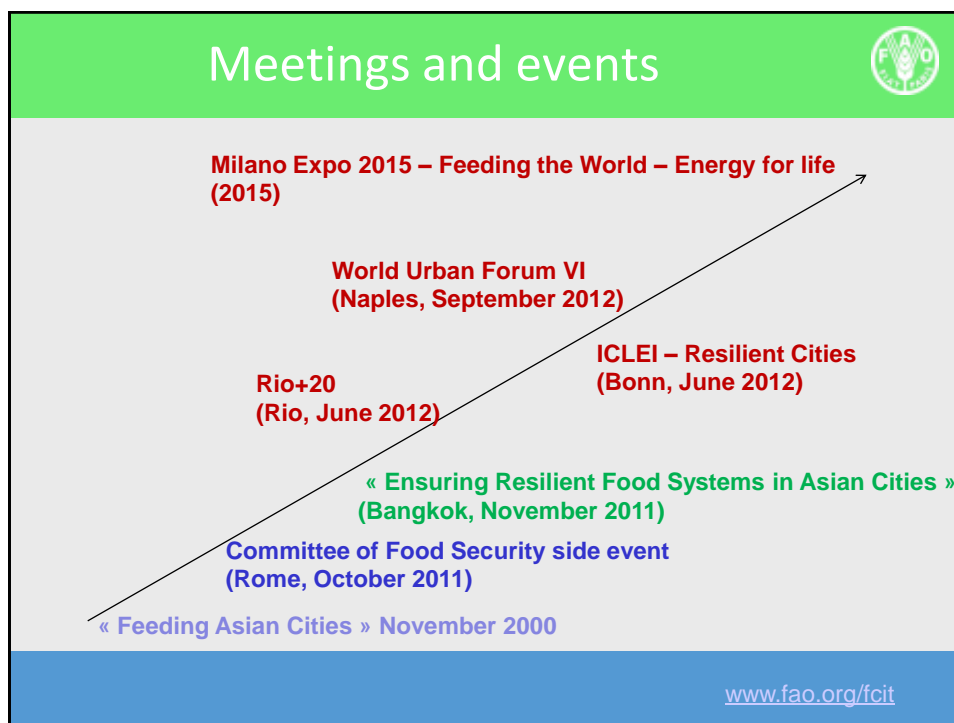 Meetings and events
F A O
FIAT PANIS
Milano Expo 2015 – Feeding the World – Energy for life
(2015)
World Urban Forum VI
(Naples, September 2012)
ICLEI – Resilient Cities
(Bonn, June 2012)
Rio+20
(Rio, June 2012)
« Ensuring Resilient Food Systems in Asian Cities »
(Bangkok, November 2011)
Committee of Food Security side event
(Rome, October 2011)
« Feeding Asian Cities » November 2000
www.fao.org/fcit